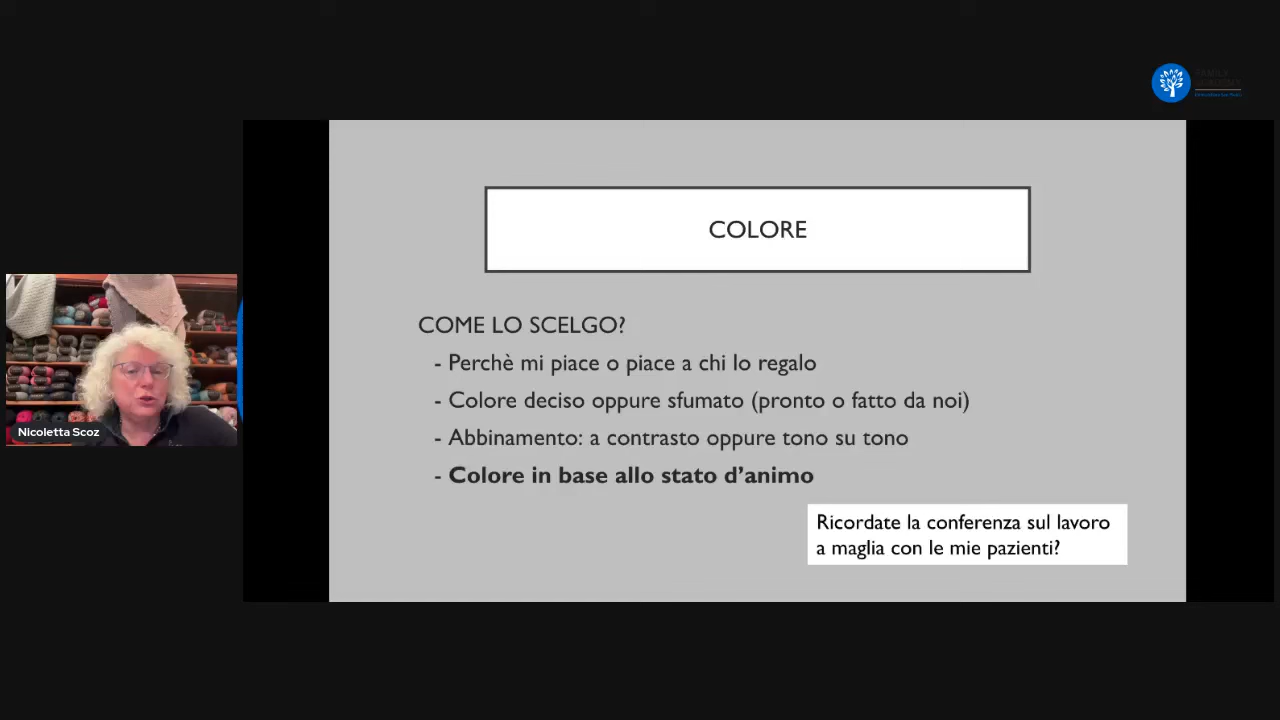 COLORE
COME LO SCELGO?
- Perchè mi piace o piace a chi lo regalo
- Colore deciso oppure sfumato (pronto o fatto da noi)
- Abbinamento: a contrasto oppure tono su tono
- Colore in base allo stato d’animo
Ricordate la conferenza sul lavoro
a maglia con le mie pazienti?
Nicoletta Scoz